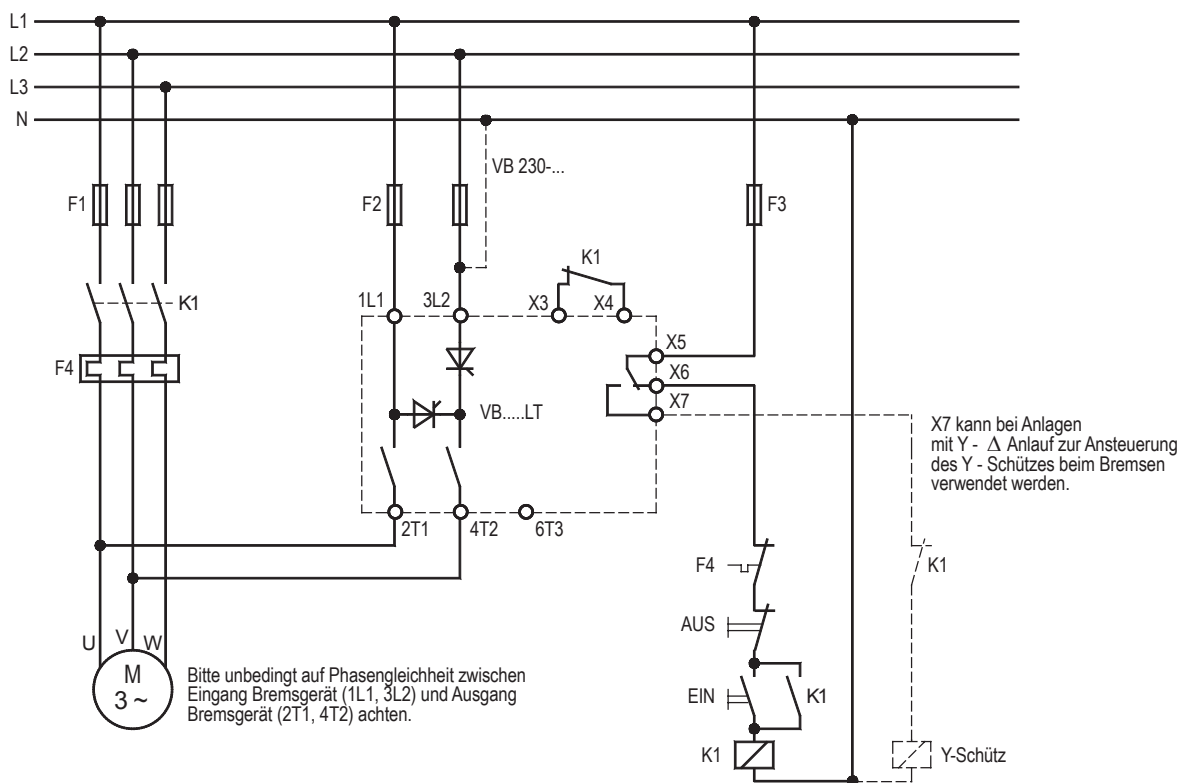 L1
L2
L3
N
VB 230-...
F1
F2
F3
K1
K1
1L1
3L2
X3
X4
X5
F4
X6
VB.....LT
X7
X7 kann bei Anlagen
mit Y - Δ Anlauf zur Ansteuerung
des Y - Schützes beim Bremsen
verwendet werden.
2T1
4T2
6T3
F4
K1
AUS
U
V
W
M
3 ~
Bitte unbedingt auf Phasengleichheit zwischen
Eingang Bremsgerät (1L1, 3L2) und Ausgang
Bremsgerät (2T1, 4T2) achten.
EIN
K1
K1
Y-Schütz